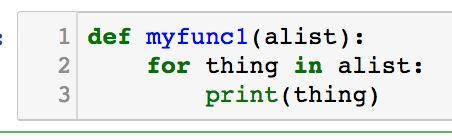 1 def myfunc1(alist):
2     for thing in alist:
3         print(thing)